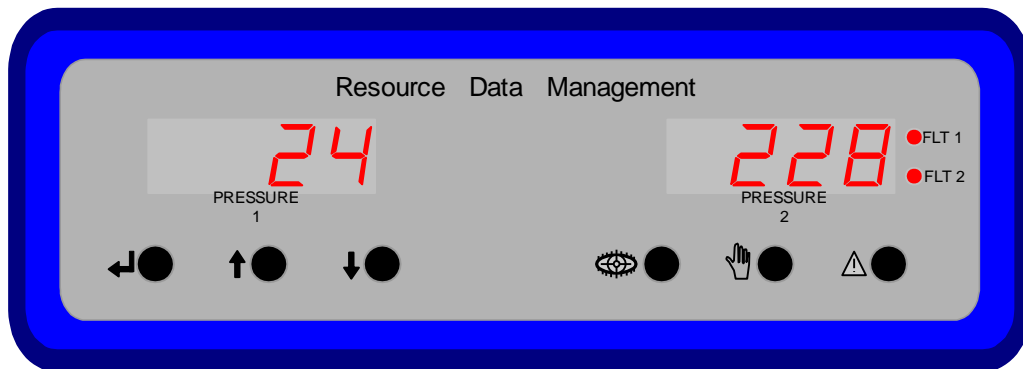 Resource Data Management
24
228
FLT 1
FLT 2
PRESSURE
1
PRESSURE
2